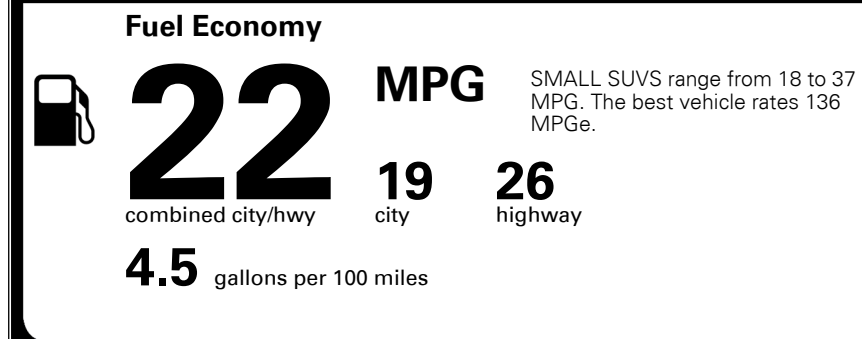 Fuel Economy
22 MPG
SMALL SUVS range from 18 to 37
MPG. The best vehicle rates 136
MPGe.
combined city/hwy
19
city
26
highway
4.5 gallons per 100 miles